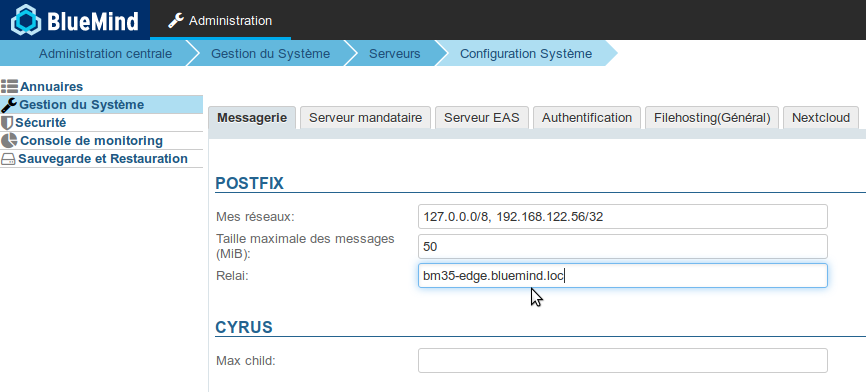 BlueMind
Administration
Administration centrale
Gestion du Système
Serveurs
Configuration Système
Annuaires
Gestion du Système
Sécurité
Console de monitoring
Sauvegarde et Restauration
Messagerie
Serveur mandataire
Serveur EAS
Authentification
Filehosting(Général)
Nextcloud
POSTFIX
Mes réseaux:
127.0.0.0/8, 192.168.122.56/32
Taille maximale des messages
(MiB):
50
Relai:
bm35-edge.bluemind.loc
CYRUS
Max child: